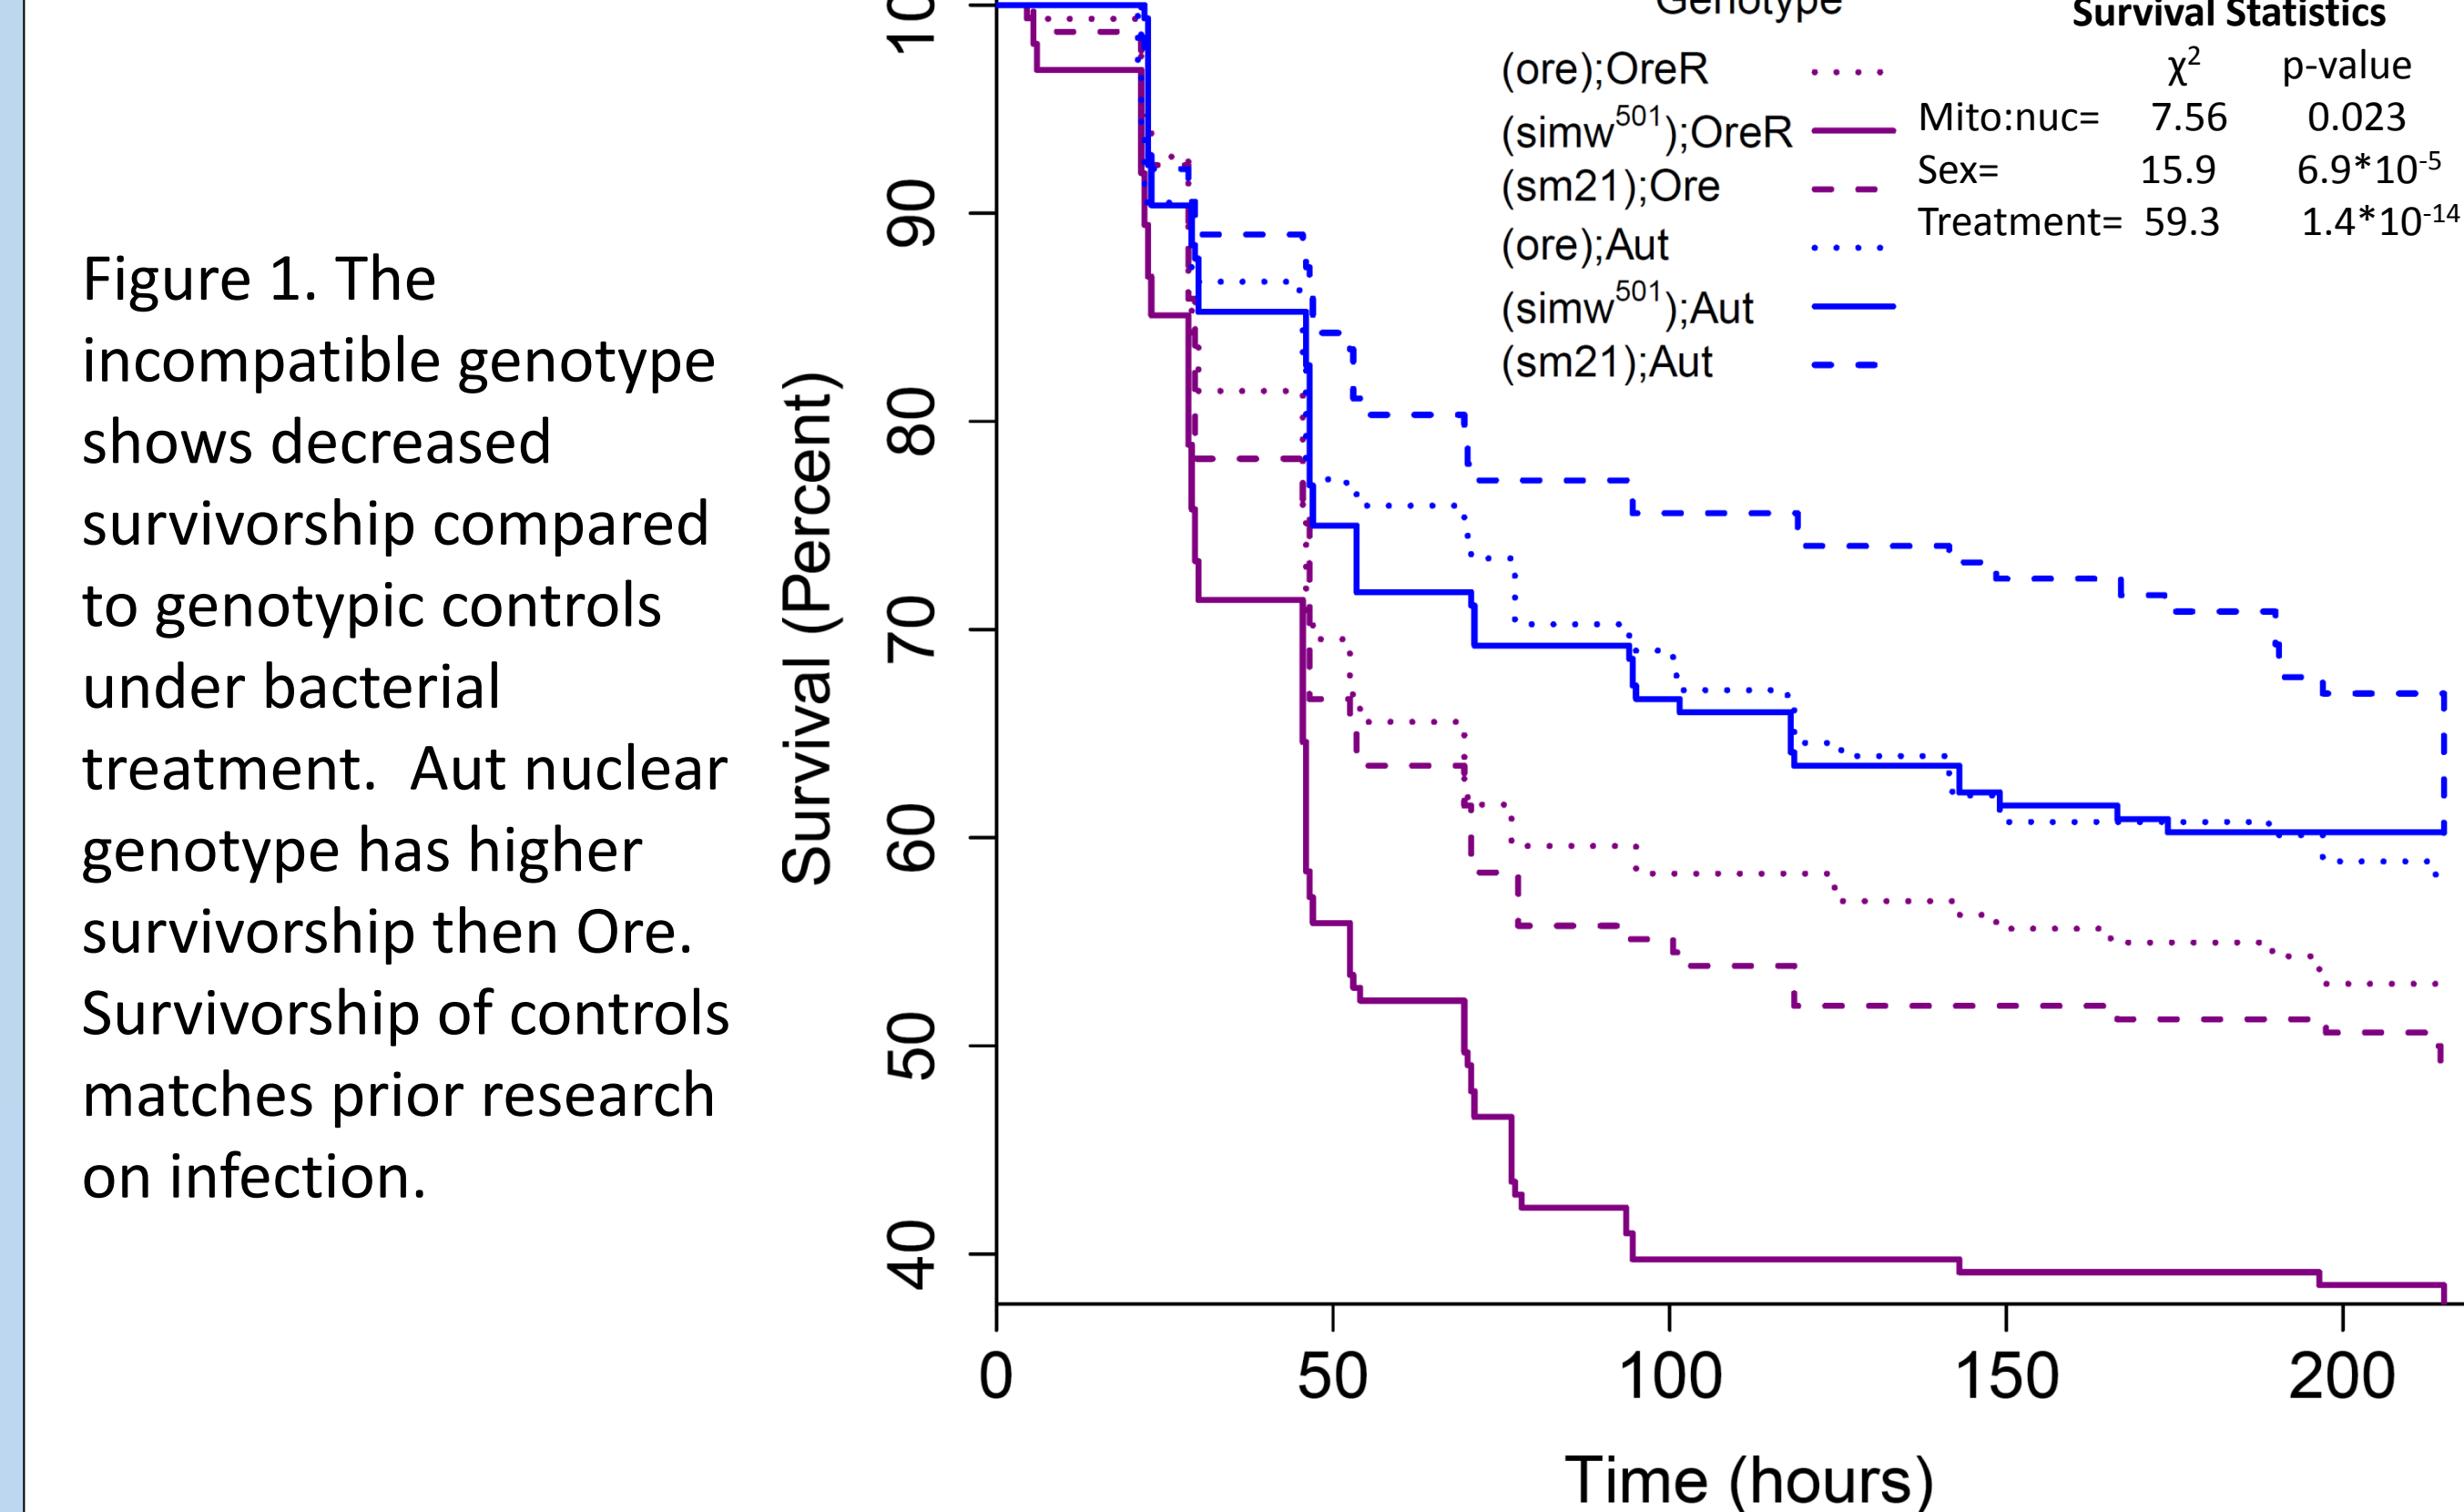 Figure 1. The
incompatible genotype
shows decreased
survivorship compared
to genotypic controls
under bacterial
treatment.  Aut nuclear
genotype has higher
survivorship then Ore.
Survivorship of controls
matches prior research
on infection.
Survival (Percent)
10
90
80
70
60
50
40
0 50 100 150 200
Time (hours)
Genotype
(ore);OreR
(simw⁵⁰¹);OreR
(sm21);Ore
(ore);Aut
(simw⁵⁰¹);Aut
(sm21);Aut
Survival Statistics
χ² p-value
Mito:nuc= 7.56 0.023
Sex= 15.9 6.9*10⁻⁵
Treatment= 59.3 1.4*10⁻¹⁴